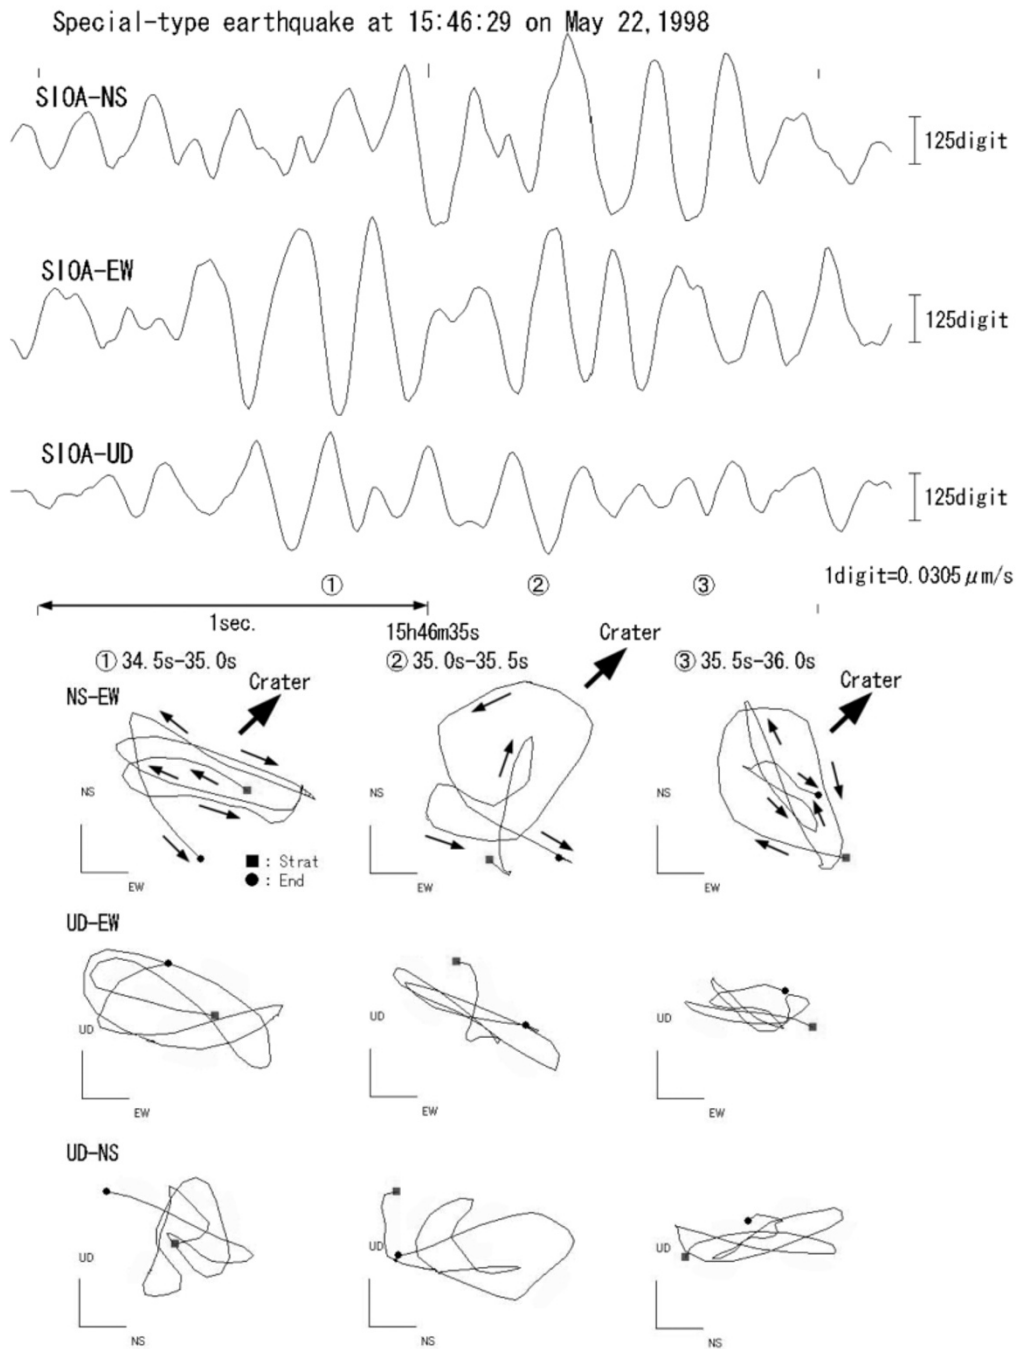 Special-type earthquake at 15:46:29 on May 22,1998
SIOA-NS
125digit
SIOA-EW
125digit
SIOA-UD
125digit
① ② ③
1digit=0.0305μm/s
1sec.
15h46m35s
① 34.5s-35.0s
② 35.0s-35.5s
③ 35.5s-36.0s
NS-EW
Crater
Crater
Crater
NS
EW
NS
EW
NS
EW
■ : Strat
● : End
UD-EW
UD
EW
UD
EW
UD
EW
UD-NS
UD
NS
UD
NS
UD
NS